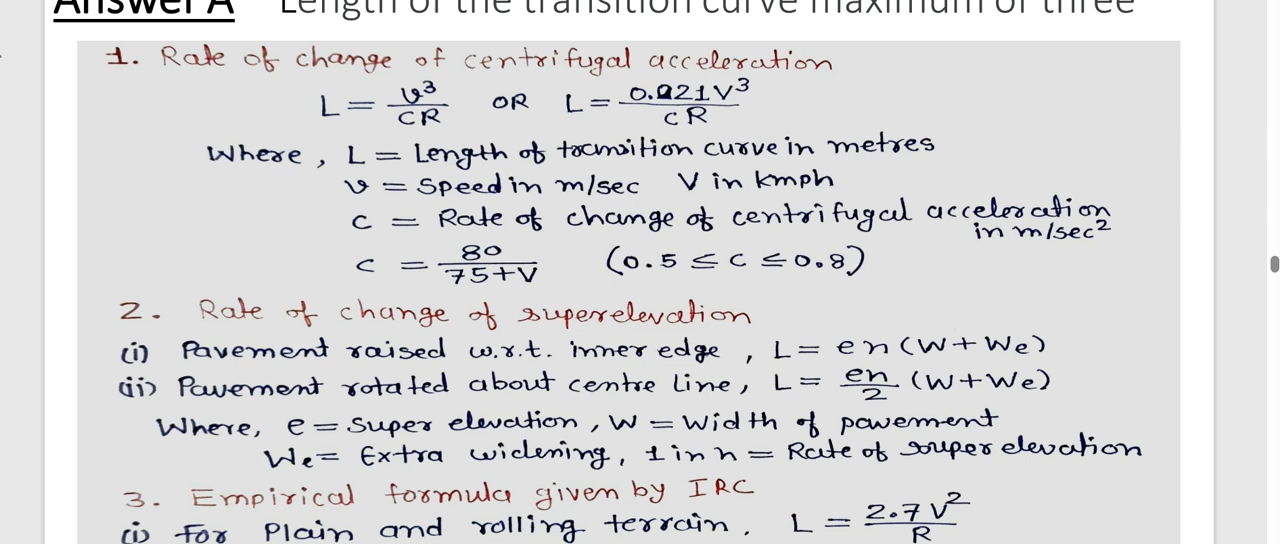 Answer A Length of the transition curve maximum of three
1. Rate of change of centrifugal acceleration
L = v³/CR OR L = 0.021V³/CR
Where, L = Length of transition curve in metres
v = Speed in m/sec V in kmph
c = Rate of change of centrifugal acceleration
in m/sec²
c = 80/75+V (0.5 ≤ c ≤ 0.8)
2. Rate of change of superelevation
(i) Pavement raised w.r.t. inner edge, L = en(W+We)
(ii) Pavement rotated about centre line, L = en/2 (W+We)
Where, e = Super elevation, W = Width of pavement
We = Extra widening, 1 in n = Rate of super elevation
3. Empirical formula given by IRC
(i) For Plain and rolling terrain, L = 2.7V²/R